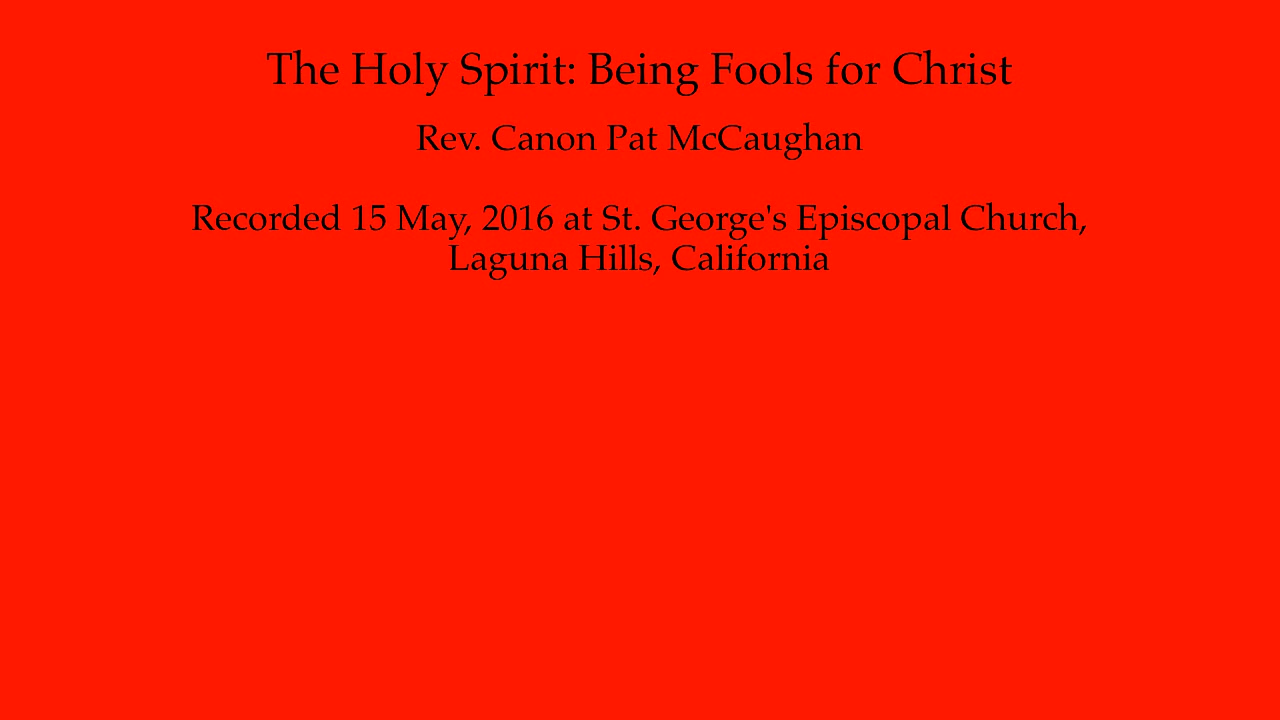 The Holy Spirit: Being Fools for Christ
Rev. Canon Pat McCaughan
Recorded 15 May, 2016 at St. George's Episcopal Church,
Laguna Hills, California